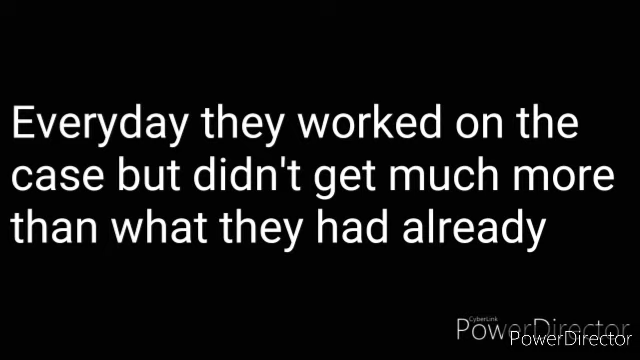 Everyday they worked on the
case but didn't get much more
than what they had already
CyberLink
PowerDirector
PowerDirector